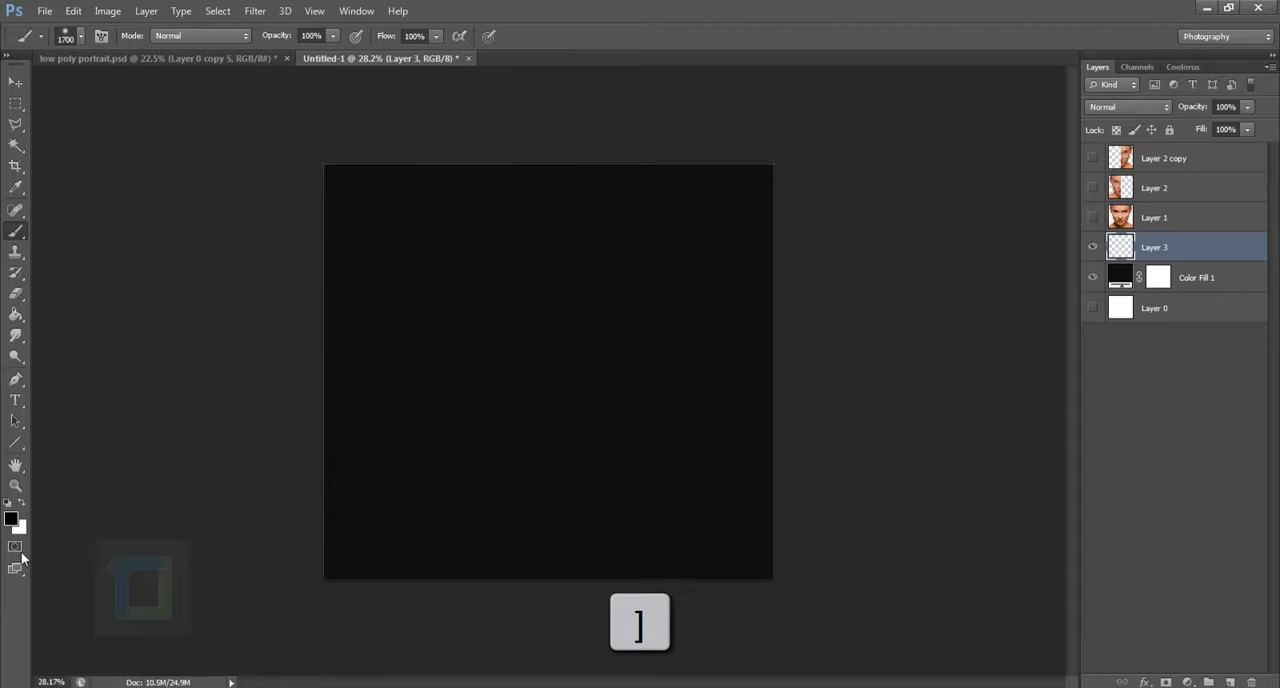 Ps File Edit Image Layer Type Select Filter 3D View Window Help
1700 Mode: Normal Opacity: 100% Flow: 100% Photography
low poly portrait.psd @ 22.5% (Layer 0 copy 5, RGB/8#) * × Untitled-1 @ 28.2% (Layer 3, RGB/8) * ×
Layers Channels Coolorus
Kind
Normal Opacity: 100%
Lock: Fill: 100%
Layer 2 copy
Layer 2
Layer 1
Layer 3
Color Fill 1
Layer 0
]
28.17% Doc: 10.5M/24.9M